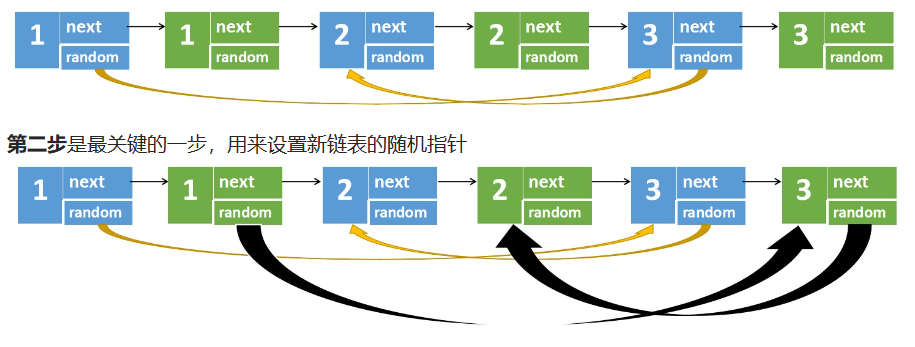 1 next 1 next 2 next 2 next 3 next 3 next
random random random random random random
第二步是最关键的一步，用来设置新链表的随机指针
1 next 1 next 2 next 2 next 3 next 3 next
random random random random random random